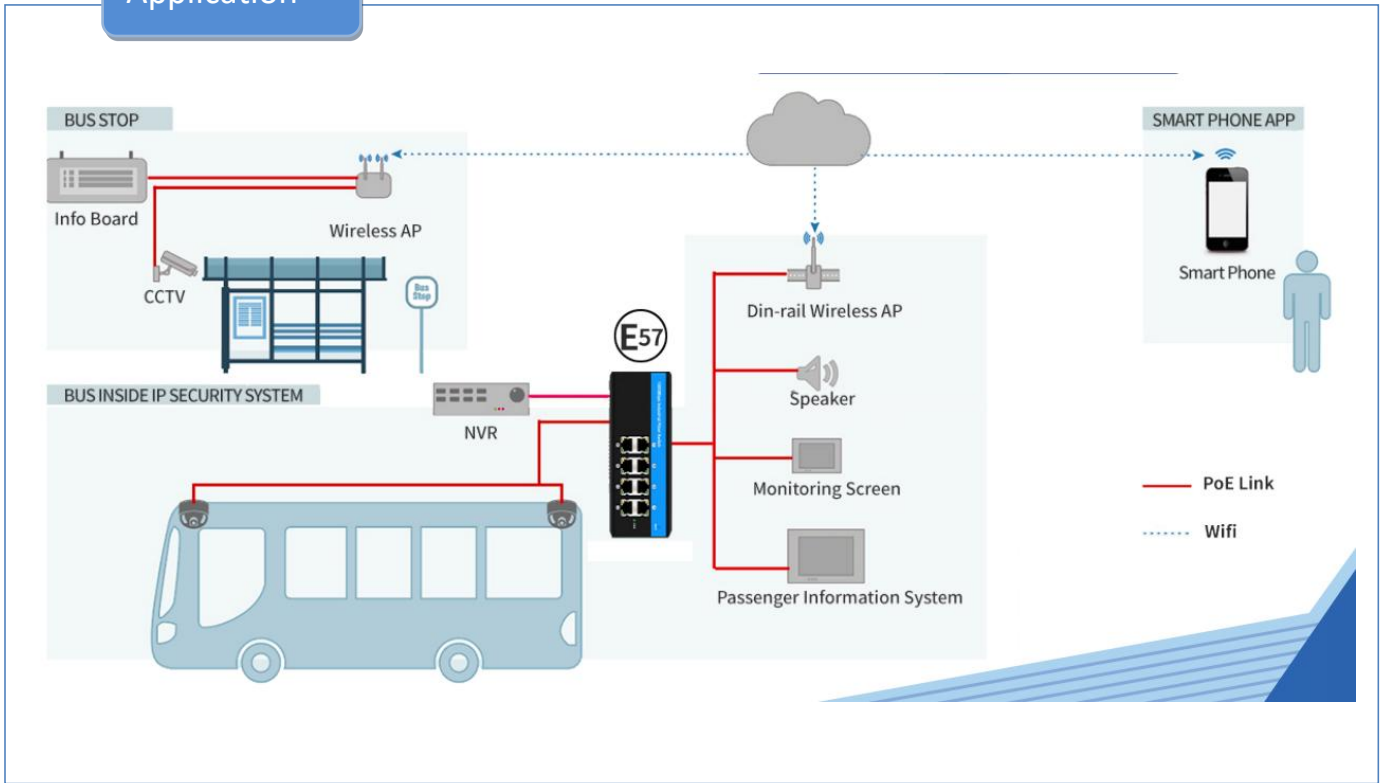 Application
BUS STOP
SMART PHONE APP
Info Board
Wireless AP
CCTV
Bus
Stop
Smart Phone
Din-rail Wireless AP
E57
BUS INSIDE IP SECURITY SYSTEM
NVR
Speaker
Monitoring Screen
PoE Link
Wifi
Passenger Information System